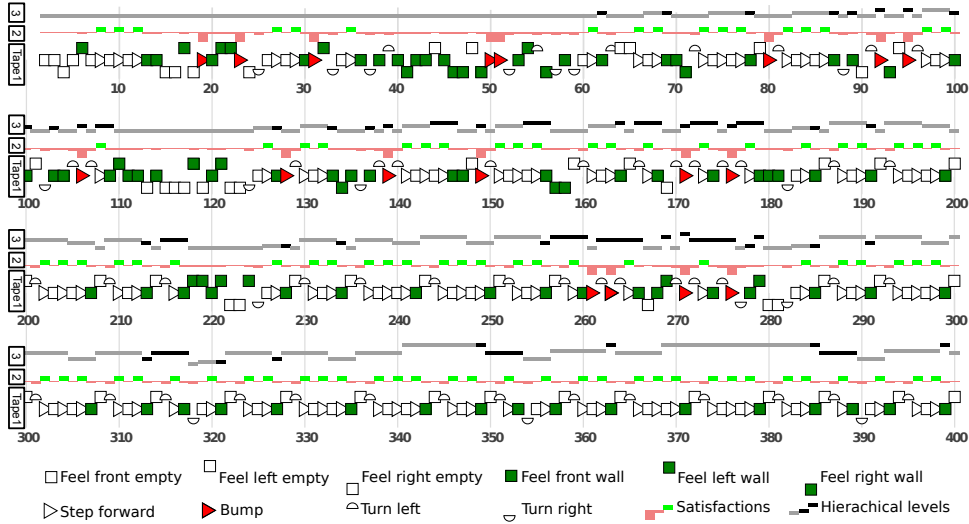 3
2
Tape1
10 20 30 40 50 60 70 80 90 100
3
2
Tape1
100 110 120 130 140 150 160 170 180 190 200
3
2
Tape1
200 210 220 230 240 250 260 270 280 290 300
3
2
Tape1
300 310 320 330 340 350 360 370 380 390 400
Feel front empty Feel left empty Feel right empty Feel front wall Feel left wall Feel right wall
Step forward Bump Turn left Turn right Satisfactions Hierachical levels